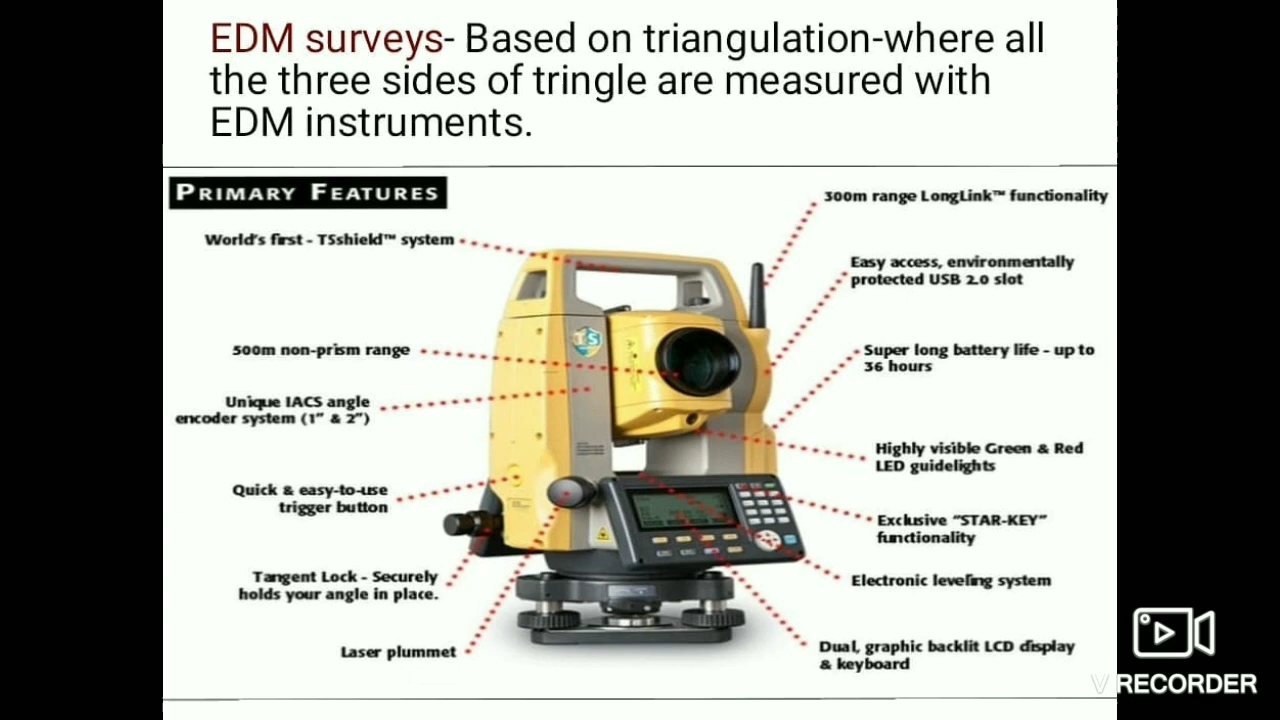 EDM surveys- Based on triangulation-where all
the three sides of tringle are measured with
EDM instruments.
PRIMARY FEATURES
300m range LongLink™ functionality
World's first - TSshield™ system
Easy access, environmentally
protected USB 2.0 slot
TS
500m non-prism range
Super long battery life - up to
36 hours
Unique IACS angle
encoder system (1" & 2")
Highly visible Green & Red
LED guidelights
Quick & easy-to-use
trigger button
Exclusive "STAR-KEY"
functionality
Tangent Lock - Securely
holds your angle in place.
Electronic leveling system
Laser plummet
Dual, graphic backlit LCD display
& keyboard
V RECORDER